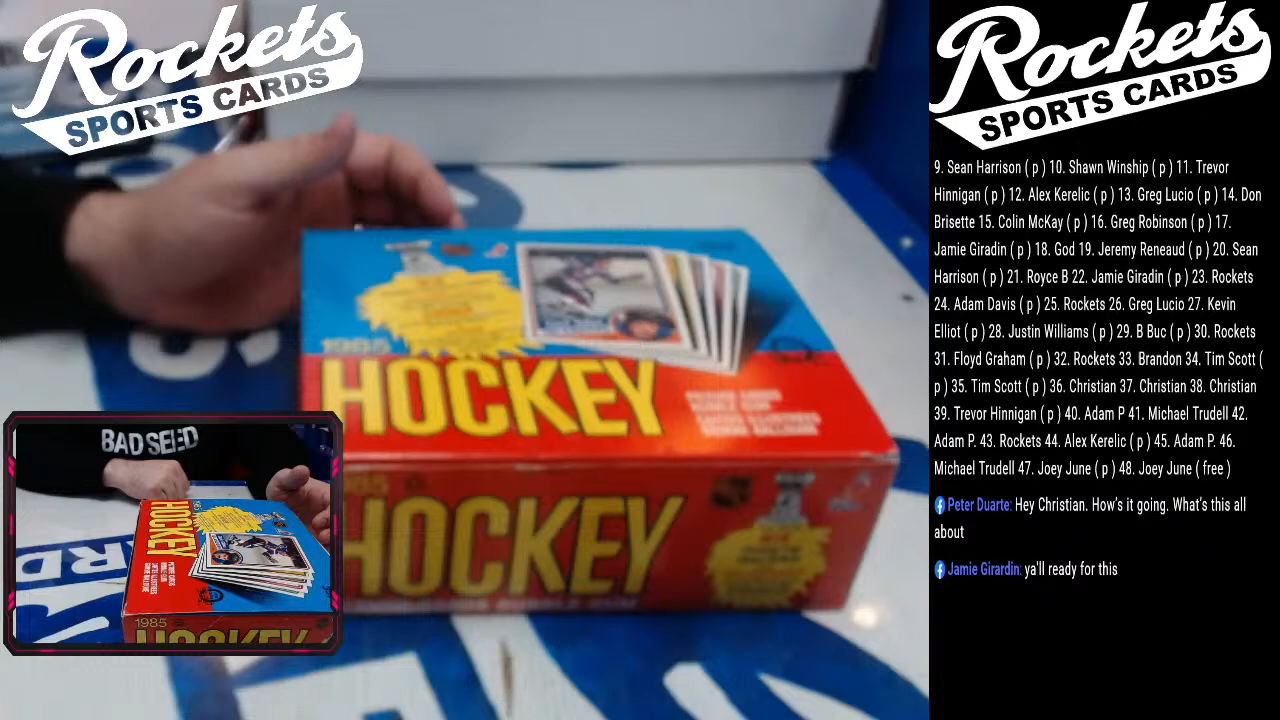 Rockets
SPORTS CARDS
Rockets
SPORTS CARDS
9. Sean Harrison ( p ) 10. Shawn Winship ( p ) 11. Trevor
Hinnigan ( p ) 12. Alex Kerelic ( p ) 13. Greg Lucio ( p ) 14. Don
Brisette 15. Colin McKay ( p ) 16. Greg Robinson ( p ) 17.
Jamie Giradin ( p ) 18. God 19. Jeremy Reneaud ( p ) 20. Sean
Harrison ( p ) 21. Royce B 22. Jamie Giradin ( p ) 23. Rockets
24. Adam Davis ( p ) 25. Rockets 26. Greg Lucio 27. Kevin
Elliot ( p ) 28. Justin Williams ( p ) 29. B Buc ( p ) 30. Rockets
31. Floyd Graham ( p ) 32. Rockets 33. Brandon 34. Tim Scott (
p ) 35. Tim Scott ( p ) 36. Christian 37. Christian 38. Christian
39. Trevor Hinnigan ( p ) 40. Adam P 41. Michael Trudell 42.
Adam P. 43. Rockets 44. Alex Kerelic ( p ) 45. Adam P. 46.
Michael Trudell 47. Joey June ( p ) 48. Joey June ( free )
Peter Duarte: Hey Christian. How's it going. What's this all
about
Jamie Girardin: ya'll ready for this
1985
HOCKEY
PICTURE CARDS
BUBBLE GUM
1985
HOCKEY
BAD SEED
HOCKEY
1985
HOCKEY